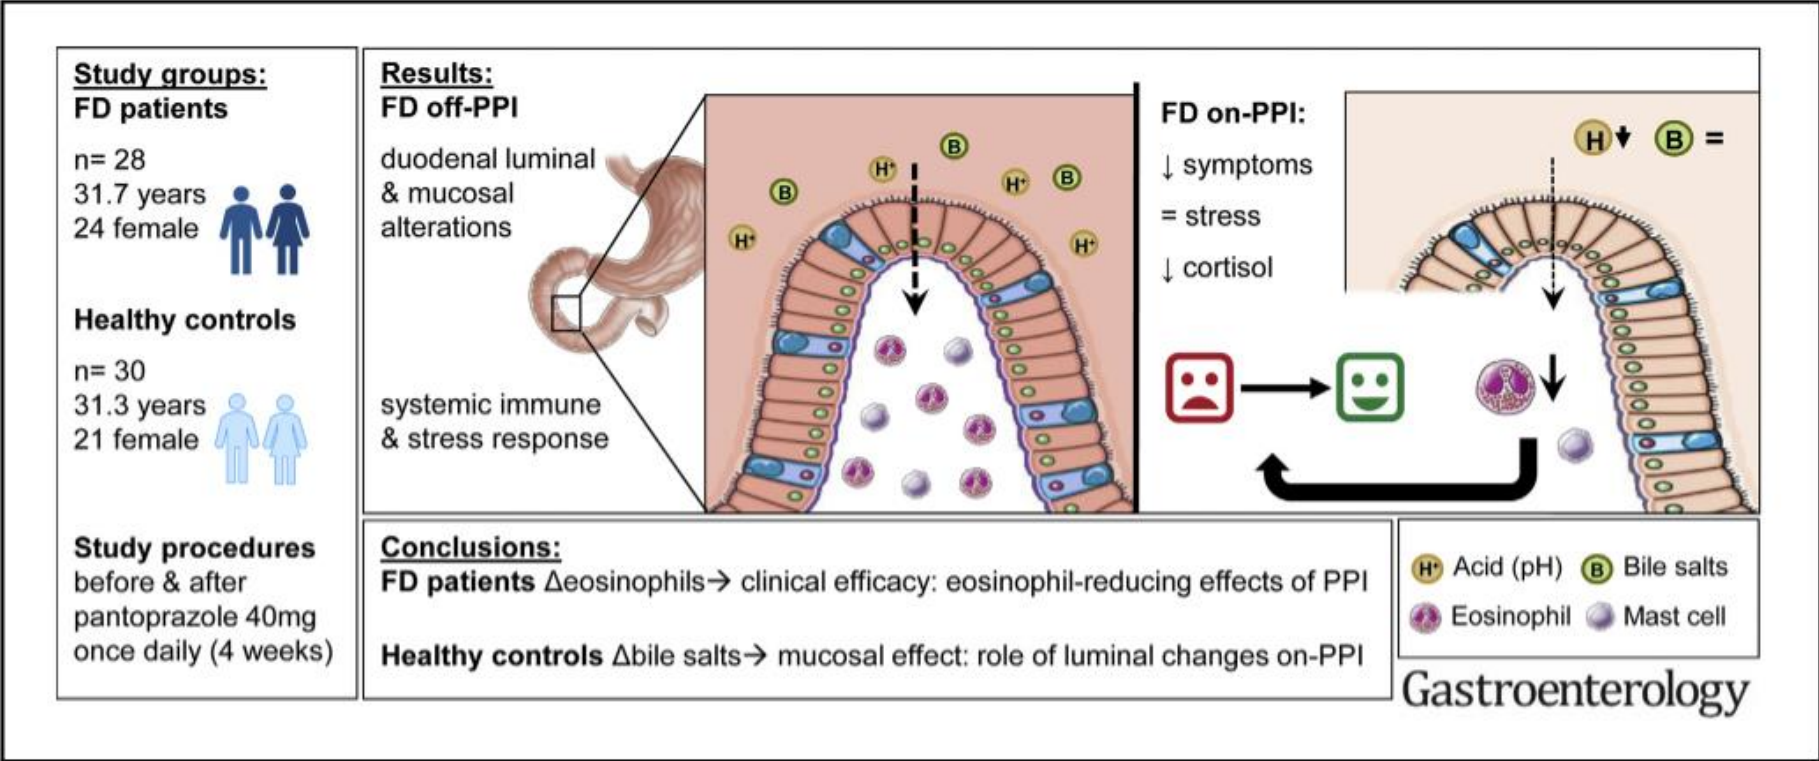 Study groups:
FD patients
n= 28
31.7 years
24 female
Healthy controls
n= 30
31.3 years
21 female
Study procedures
before & after
pantoprazole 40mg
once daily (4 weeks)
Results:
FD off-PPI
duodenal luminal
& mucosal
alterations
systemic immune
& stress response
B
H⁺
B
H⁺
B
H⁺
H⁺
FD on-PPI:
↓ symptoms
= stress
↓ cortisol
H B =
Conclusions:
FD patients Δeosinophils→ clinical efficacy: eosinophil-reducing effects of PPI
Healthy controls Δbile salts→ mucosal effect: role of luminal changes on-PPI
H⁺ Acid (pH) B Bile salts
Eosinophil Mast cell
Gastroenterology